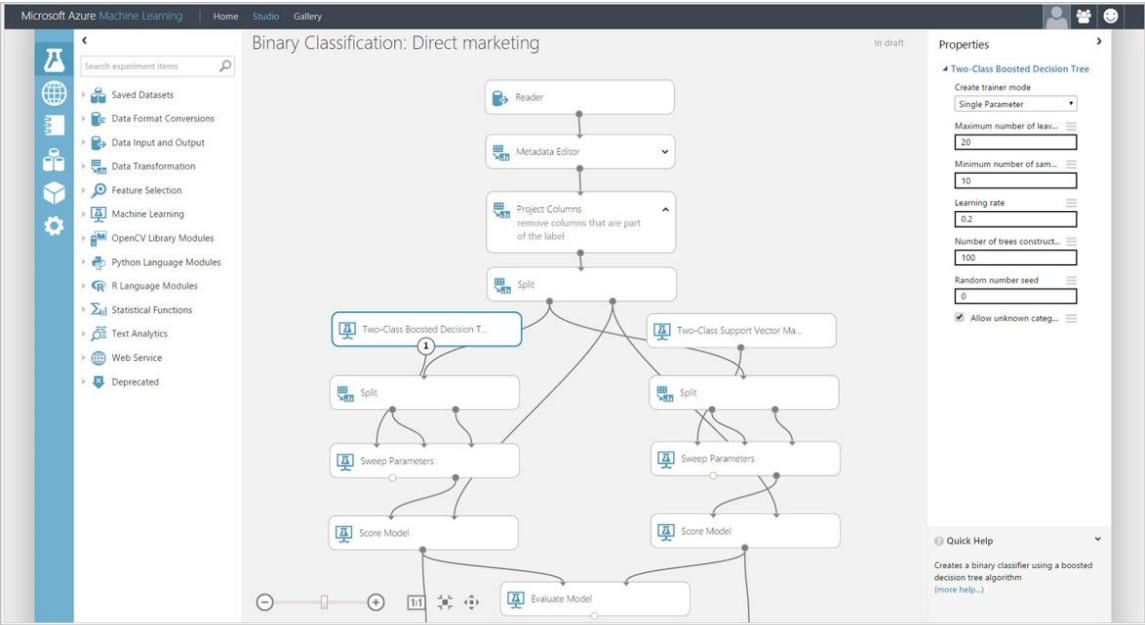 Microsoft Azure Machine Learning | Home Studio Gallery
Search experiment items
Saved Datasets
Data Format Conversions
Data Input and Output
Data Transformation
Feature Selection
Machine Learning
OpenCV Library Modules
Python Language Modules
R Language Modules
Statistical Functions
Text Analytics
Web Service
Deprecated
Binary Classification: Direct marketing
In draft
Reader
Metadata Editor
Project Columns
remove columns that are part
of the label
Split
Two-Class Boosted Decision T...
1
Two-Class Support Vector Ma...
Split
Split
Sweep Parameters
Sweep Parameters
Score Model
Score Model
Evaluate Model
1:1
Properties
Two-Class Boosted Decision Tree
Create trainer mode
Single Parameter
Maximum number of leav...
20
Minimum number of sam...
10
Learning rate
0.2
Number of trees construct...
100
Random number seed
0
Allow unknown categ...
Quick Help
Creates a binary classifier using a boosted
decision tree algorithm
(more help...)